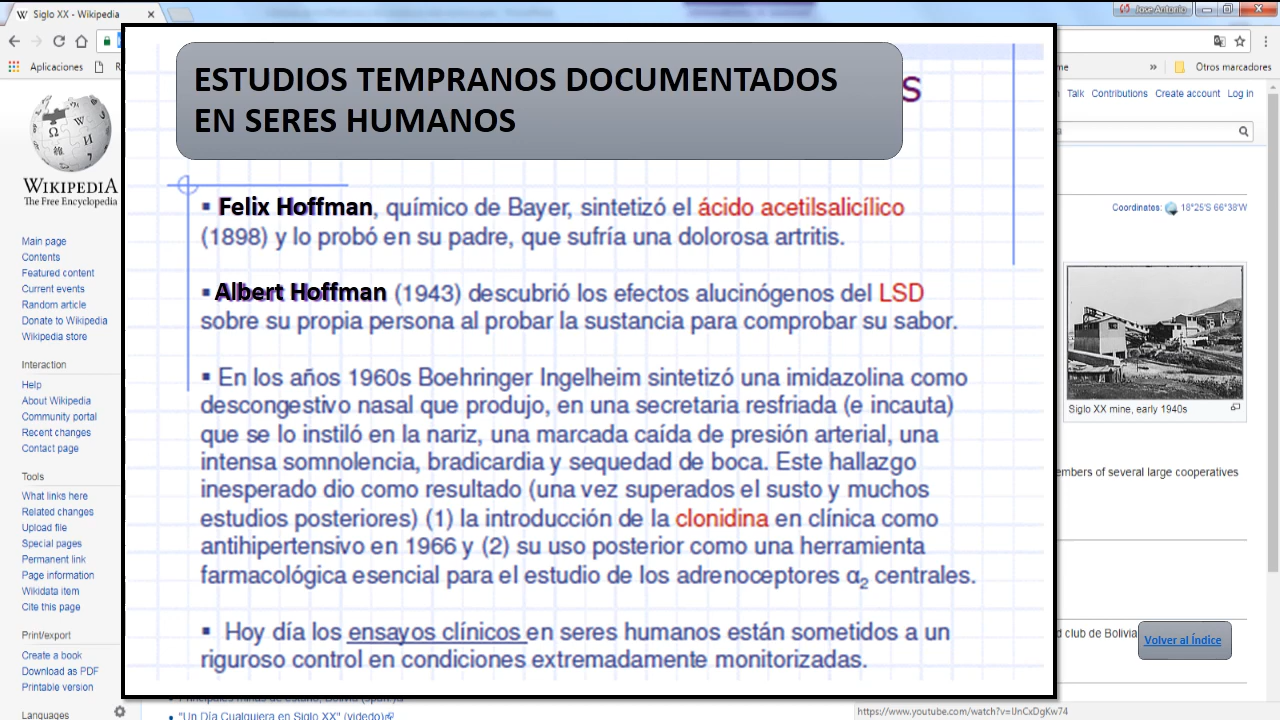 Siglo XX - Wikipedia
Jose Antonio
Aplicaciones
Otros marcadores
Talk Contributions Create account Log in
WIKIPEDIA
The Free Encyclopedia
Main page
Contents
Featured content
Current events
Random article
Donate to Wikipedia
Wikipedia store
Interaction
Help
About Wikipedia
Community portal
Recent changes
Contact page
Tools
What links here
Related changes
Upload file
Special pages
Permanent link
Page information
Wikidata item
Cite this page
Print/export
Create a book
Download as PDF
Printable version
Languages
ESTUDIOS TEMPRANOS DOCUMENTADOS
EN SERES HUMANOS
▪ Felix Hoffman, químico de Bayer, sintetizó el ácido acetilsalicílico
(1898) y lo probó en su padre, que sufría una dolorosa artritis.
▪ Albert Hoffman (1943) descubrió los efectos alucinógenos del LSD
sobre su propia persona al probar la sustancia para comprobar su sabor.
▪ En los años 1960s Boehringer Ingelheim sintetizó una imidazolina como
descongestivo nasal que produjo, en una secretaria resfriada (e incauta)
que se lo instiló en la nariz, una marcada caída de presión arterial, una
intensa somnolencia, bradicardia y sequedad de boca. Este hallazgo
inesperado dio como resultado (una vez superados el susto y muchos
estudios posteriores) (1) la introducción de la clonidina en clínica como
antihipertensivo en 1966 y (2) su uso posterior como una herramienta
farmacológica esencial para el estudio de los adrenoceptores α₂ centrales.
▪ Hoy día los ensayos clínicos en seres humanos están sometidos a un
riguroso control en condiciones extremadamente monitorizadas.
Coordinates: 18°25'S 66°38'W
Siglo XX mine, early 1940s
members of several large cooperatives
club de Bolivia
Volver al Índice
"Un Día Cualquiera en Siglo XX" (videdo)
https://www.youtube.com/watch?v=UnCxDgKw74